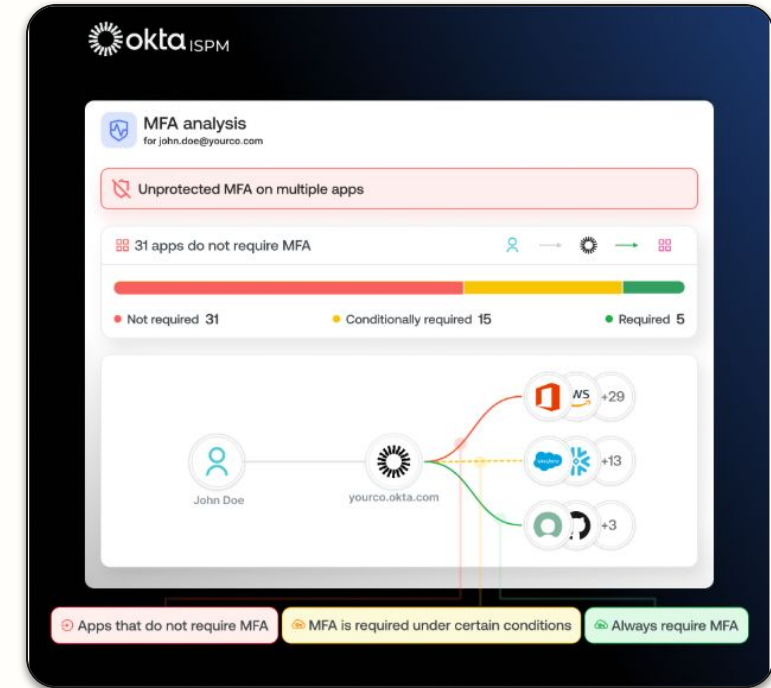 okta ISPM
MFA analysis
for john.doe@yourco.com
Unprotected MFA on multiple apps
31 apps do not require MFA
Not required 31
Conditionally required 15
Required 5
+29
+13
+3
John Doe
yourco.okta.com
Apps that do not require MFA
MFA is required under certain conditions
Always require MFA